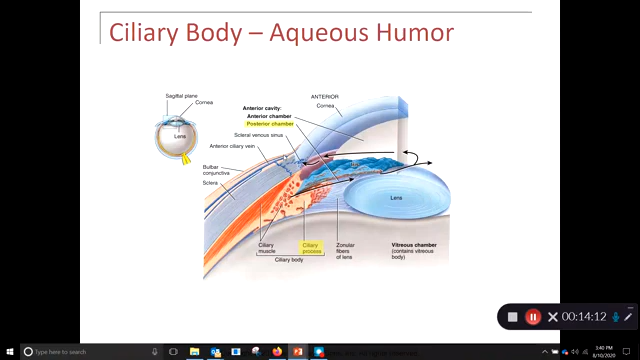 Ciliary Body – Aqueous Humor
Sagittal plane
Cornea
Lens
ANTERIOR
Cornea
Anterior cavity:
Anterior chamber
Posterior chamber
Scleral venous sinus
Anterior ciliary vein
Bulbar
conjunctiva
Sclera
Lens
Ciliary
muscle
Ciliary
process
Ciliary body
Zonular
fibers
of lens
Vitreous chamber
(contains vitreous
body)
00:14:12
Type here to search
3:40 PM
8/10/2020